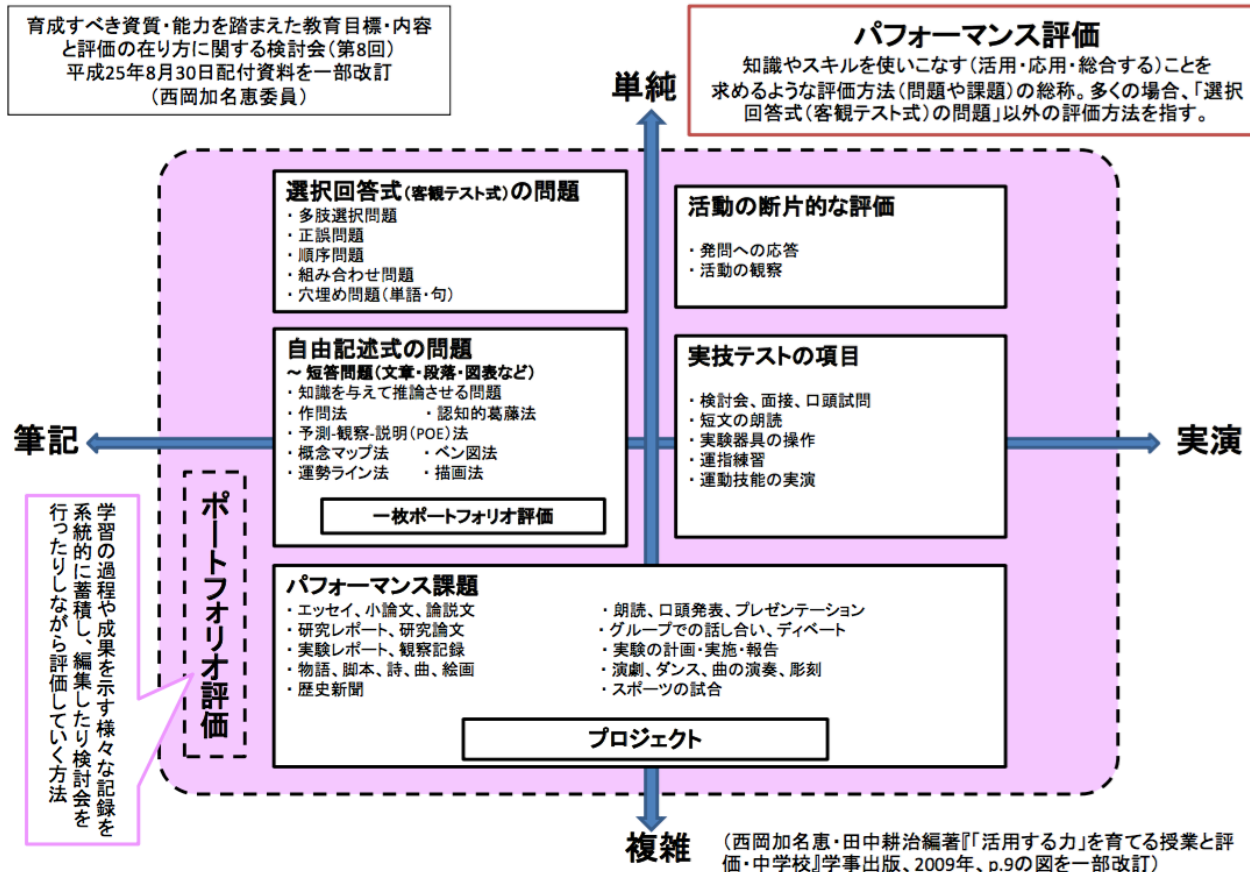 育成すべき資質・能力を踏まえた教育目標・内容
と評価の在り方に関する検討会(第8回)
平成25年8月30日配付資料を一部改訂
(西岡加名恵委員)
パフォーマンス評価
知識やスキルを使いこなす(活用・応用・総合する)ことを
求めるような評価方法(問題や課題)の総称。多くの場合、「選択
回答式(客観テスト式)の問題」以外の評価方法を指す。
単純
選択回答式(客観テスト式)の問題
・多肢選択問題
・正誤問題
・順序問題
・組み合わせ問題
・穴埋め問題(単語・句)
活動の断片的な評価
・発問への応答
・活動の観察
自由記述式の問題
～ 短答問題(文章・段落・図表など)
・知識を与えて推論させる問題
・作問法 ・認知的葛藤法
・予測-観察-説明(POE)法
・概念マップ法 ・ベン図法
・運勢ライン法 ・描画法
一枚ポートフォリオ評価
実技テストの項目
・検討会、面接、口頭試問
・短文の朗読
・実験器具の操作
・運指練習
・運動技能の実演
筆記
実演
ポートフォリオ評価
学習の過程や成果を示す様々な記録を
系統的に蓄積し、編集したり検討会を
行ったりしながら評価していく方法
パフォーマンス課題
・エッセイ、小論文、論説文
・研究レポート、研究論文
・実験レポート、観察記録
・物語、脚本、詩、曲、絵画
・歴史新聞
・朗読、口頭発表、プレゼンテーション
・グループでの話し合い、ディベート
・実験の計画・実施・報告
・演劇、ダンス、曲の演奏、彫刻
・スポーツの試合
プロジェクト
複雑
(西岡加名恵・田中耕治編著『「活用する力」を育てる授業と評
価・中学校』学事出版、2009年、p.9の図を一部改訂)